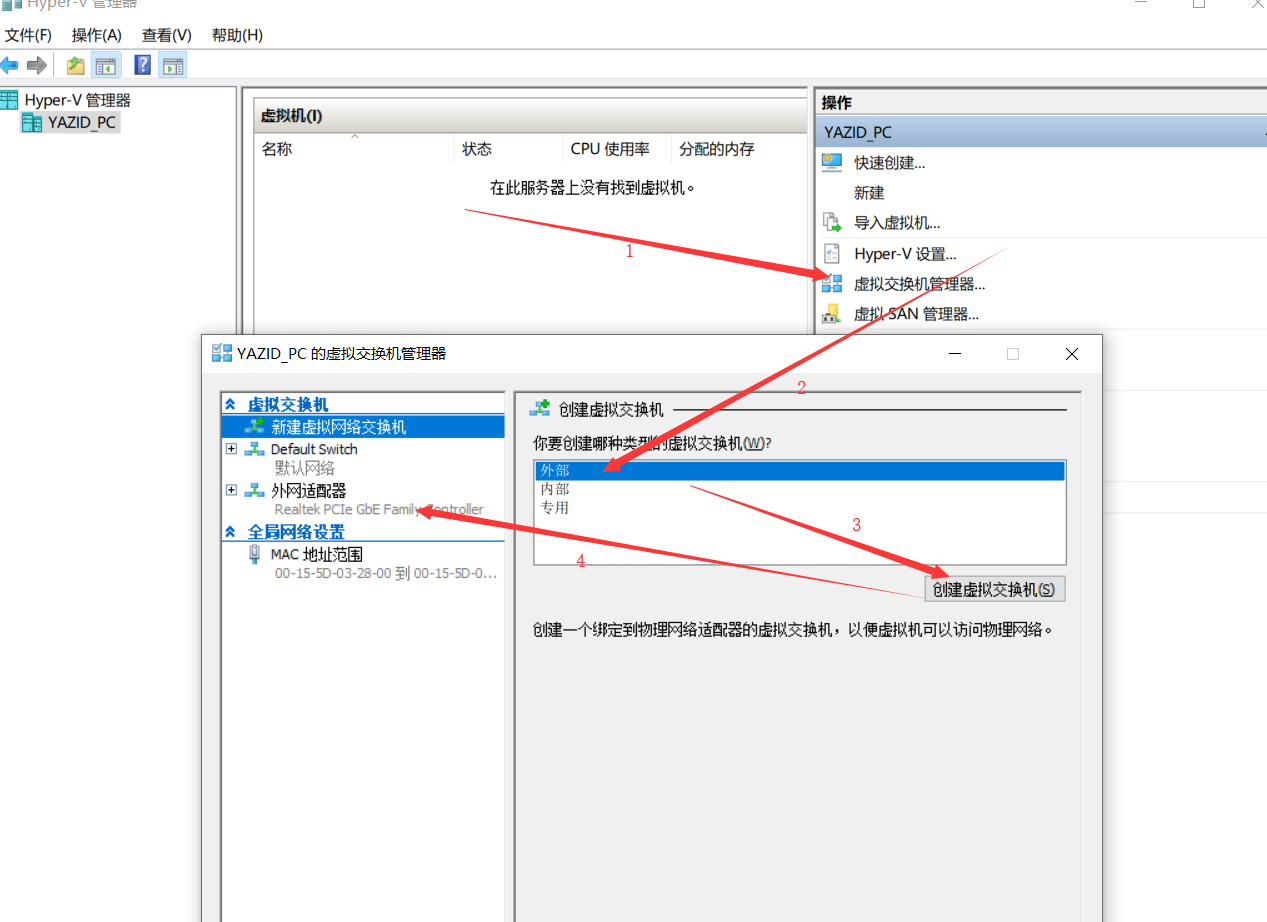 Hyper-V 管理器
文件(F) 操作(A) 查看(V) 帮助(H)
Hyper-V 管理器
YAZID_PC
虚拟机(I)
名称 状态 CPU 使用率 分配的内存
在此服务器上没有找到虚拟机。
操作
YAZID_PC
快速创建...
新建
导入虚拟机...
Hyper-V 设置...
虚拟交换机管理器...
虚拟 SAN 管理器...
1
2
3
4
YAZID_PC 的虚拟交换机管理器
虚拟交换机
新建虚拟网络交换机
Default Switch
默认网络
外网适配器
Realtek PCIe GbE Family Controller
全局网络设置
MAC 地址范围
00-15-5D-03-28-00 到 00-15-5D-0...
创建虚拟交换机
你要创建哪种类型的虚拟交换机(W)?
外部
内部
专用
创建虚拟交换机(S)
创建一个绑定到物理网络适配器的虚拟交换机，以便虚拟机可以访问物理网络。